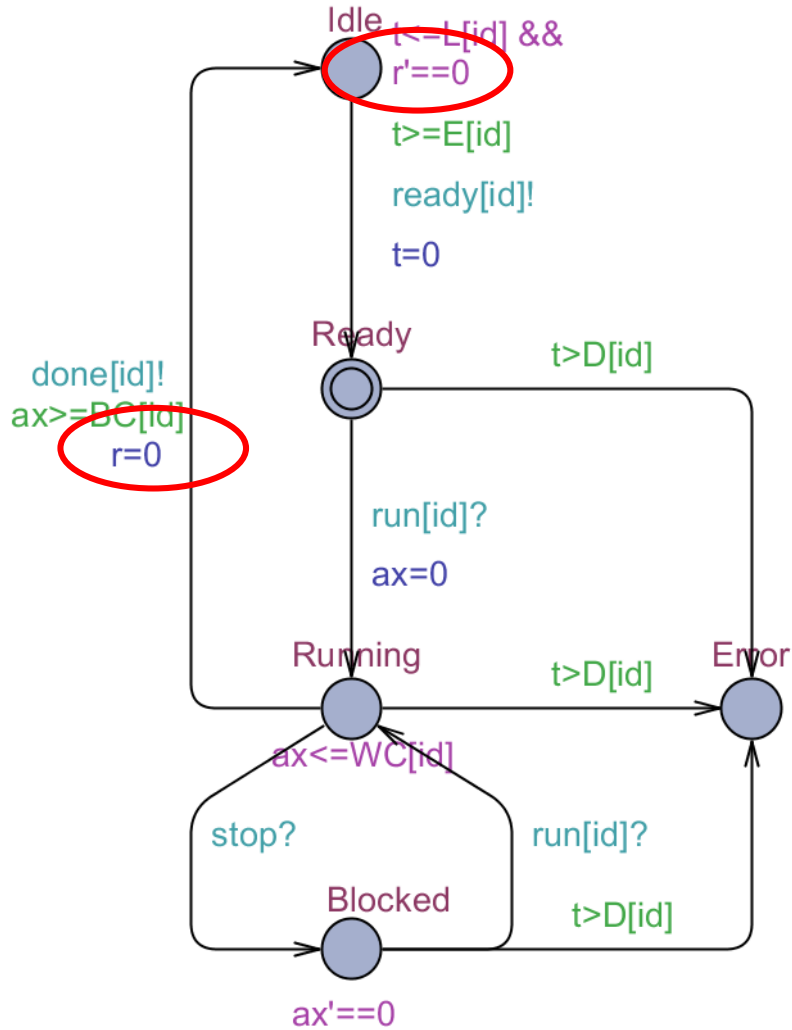 Idle
t<=L[id] &&
r'==0
t>=E[id]
ready[id]!
t=0
Ready
t>D[id]
done[id]!
ax>=BC[id]
r=0
run[id]?
ax=0
Running
t>D[id]
Error
ax<=WC[id]
stop?
run[id]?
Blocked
t>D[id]
ax'==0